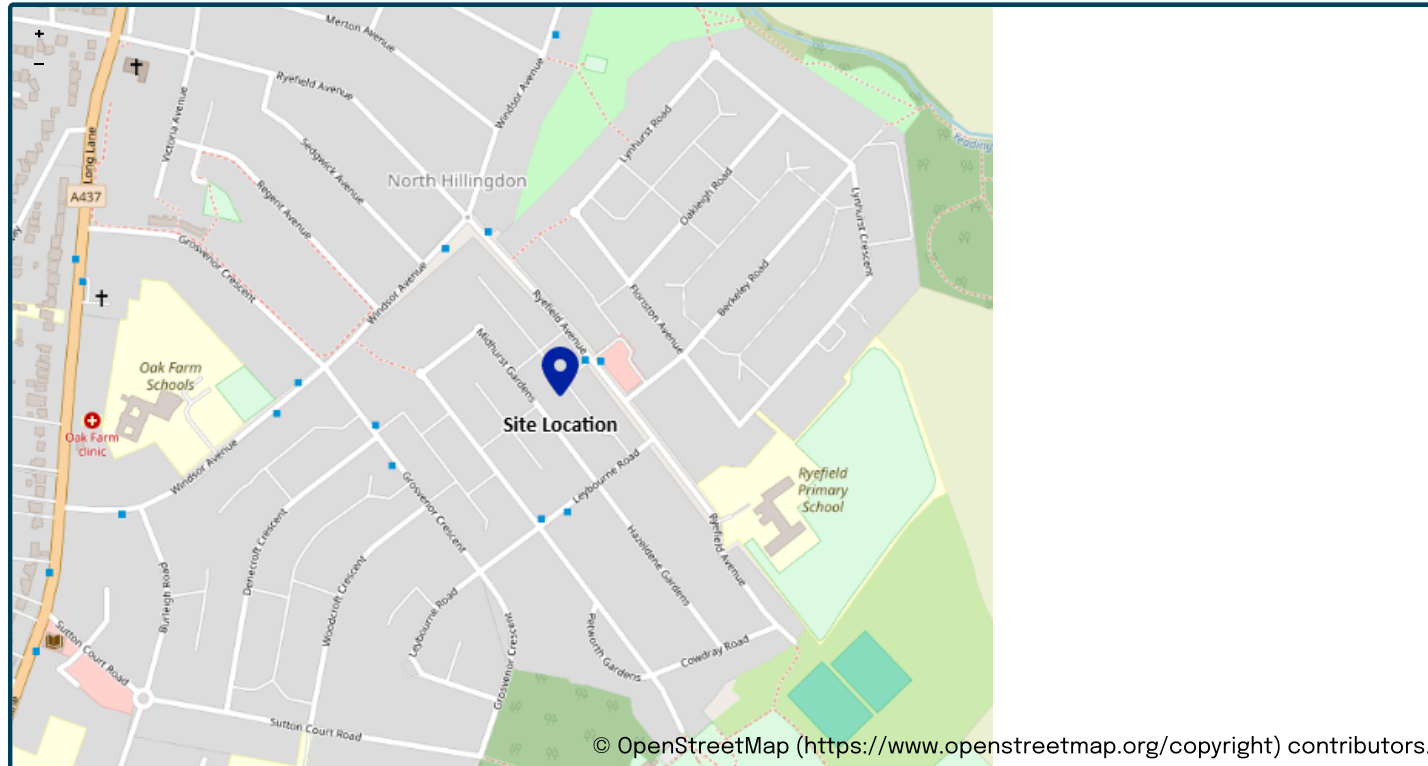 +
−
Merton Avenue
Ryefield Avenue
Windsor Avenue
Victoria Avenue
Long Lane
Lynhurst Road
Sedgwick Avenue
North Hillingdon
A437
Regent Avenue
Oakleigh Road
Lynhurst Crescent
Grosvenor Crescent
Windsor Avenue
Berkeley Road
Ryefield Avenue
Floriston Avenue
Midhurst Gardens
Oak Farm
Schools
Site Location
Oak Farm
clinic
Windsor Avenue
Grosvenor Crescent
Leybourne Road
Ryefield
Primary
School
Denecroft Crescent
Woodcroft Crescent
Hazeldene Gardens
Ryefield Avenue
Burleigh Road
Leybourne Road
Grosvenor Crescent
Petworth Gardens
Cowdray Road
Sutton Court Road
Sutton Court Road
© OpenStreetMap (https://www.openstreetmap.org/copyright) contributors.